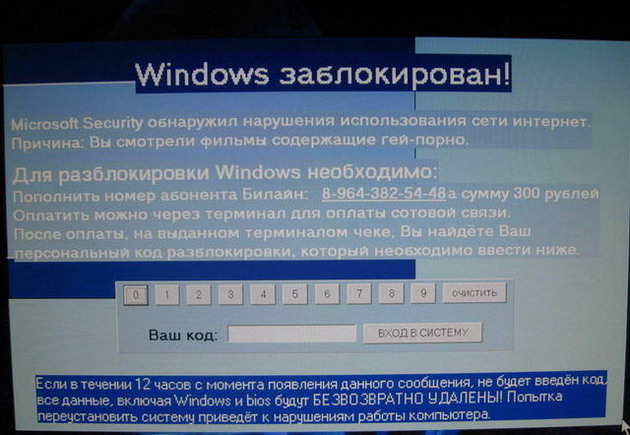 Windows заблокирован!
Microsoft Security обнаружил нарушения использования сети интернет.
Причина: Вы смотрели фильмы содержащие гей-порно.
Для разблокировки Windows необходимо:
Пополнить номер абонента Билайн: 8-964-382-54-48 а сумму 300 рублей
Оплатить можно через терминал для оплаты сотовой связи.
После оплаты, на выданном терминалом чеке, Вы найдёте Ваш
персональный код разблокировки, который необходимо ввести ниже.
0 1 2 3 4 5 6 7 8 9 очистить
Ваш код: ВХОД В СИСТЕМУ
Если в течении 12 часов с момента появления данного сообщения, не будет введён код,
все данные, включая Windows и bios будут БЕЗВОЗВРАТНО УДАЛЕНЫ! Попытка
переустановить систему приведёт к нарушениям работы компьютера.